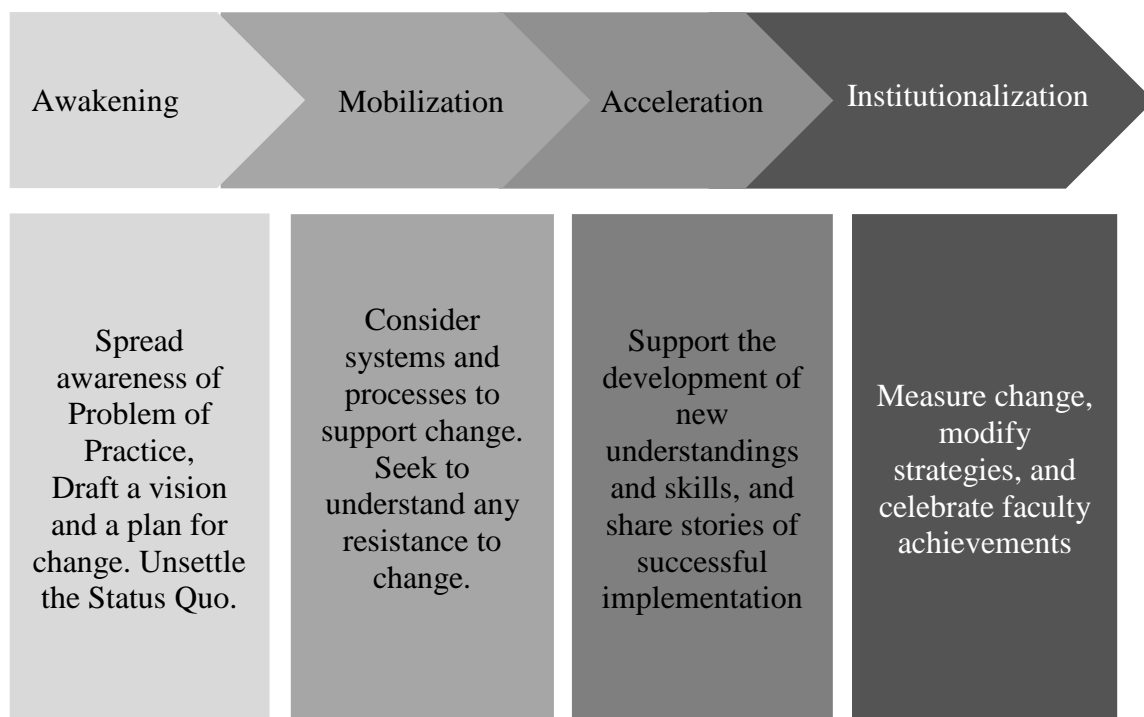 Awakening
Mobilization
Acceleration
Institutionalization
Spread
awareness of
Problem of
Practice,
Draft a vision
and a plan for
change. Unsettle
the Status Quo.
Consider
systems and
processes to
support change.
Seek to
understand any
resistance to
change.
Support the
development of
new
understandings
and skills, and
share stories of
successful
implementation
Measure change,
modify
strategies, and
celebrate faculty
achievements